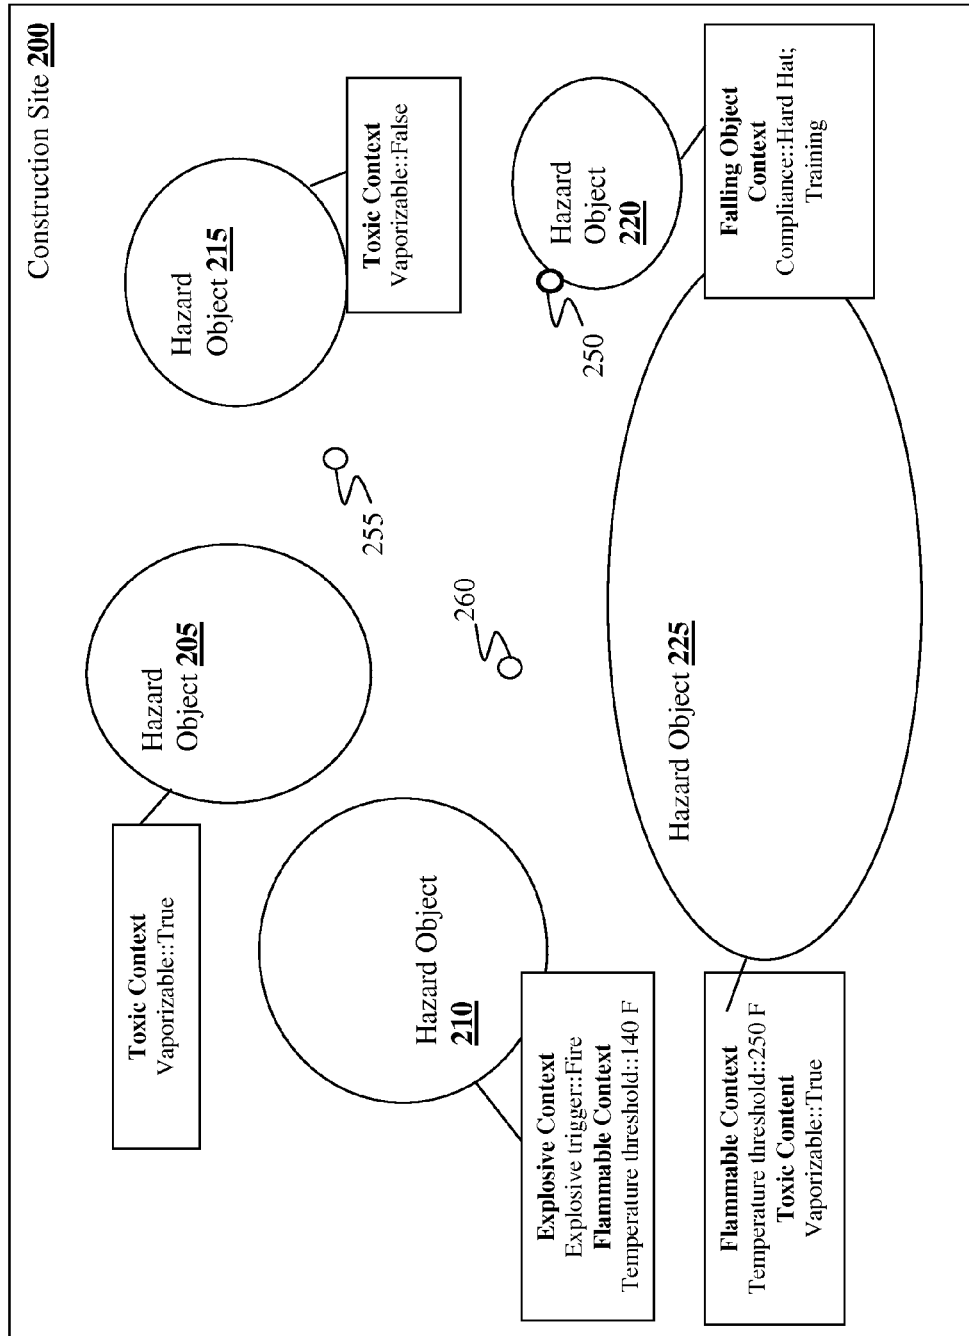 Construction Site 200
Toxic Context
Vaporizable::True
Hazard
Object 205
Hazard
Object 215
Toxic Context
Vaporizable::False
Hazard Object
210
Explosive Context
Explosive trigger::Fire
Flammable Context
Temperature threshold::140 F
260
255
Hazard
Object
220
250
Hazard Object 225
Flammable Context
Temperature threshold::250 F
Toxic Content
Vaporizable::True
Falling Object
Context
Compliance::Hard Hat;
Training